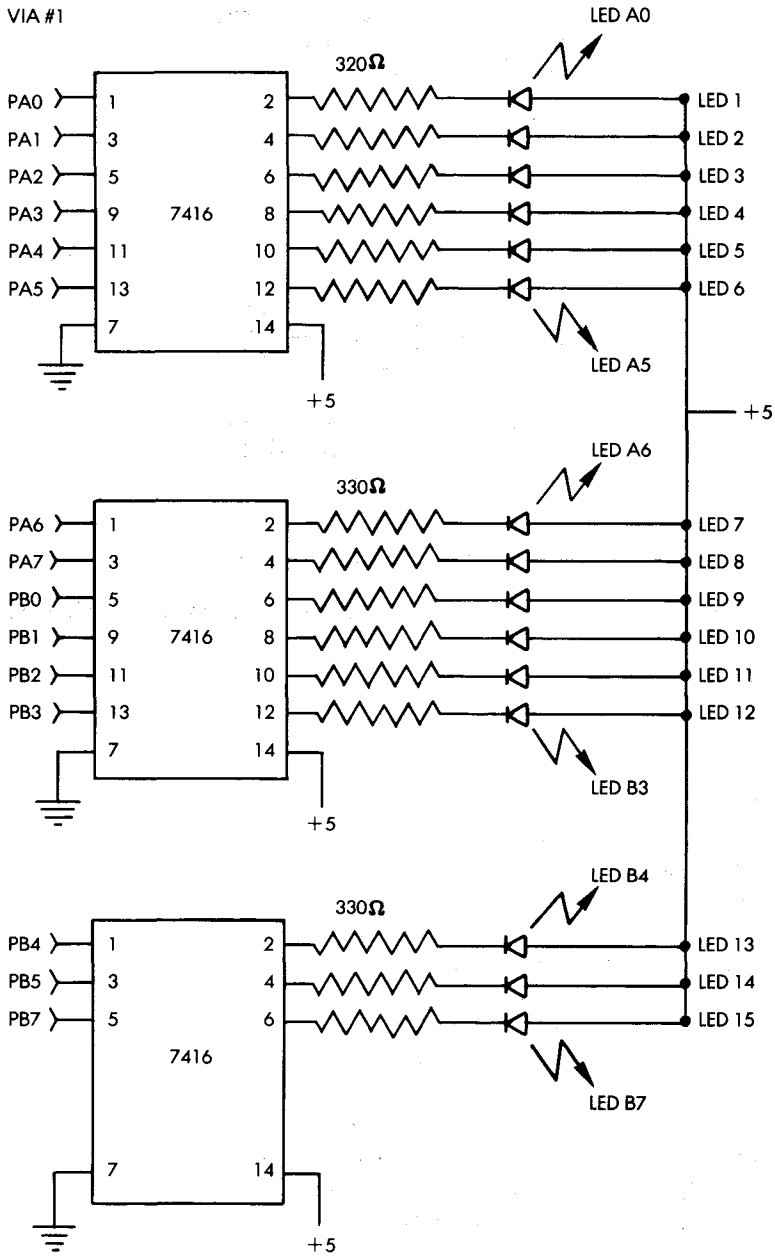 VIA #1
LED A0
320Ω
PA0 1 2 LED 1
PA1 3 4 LED 2
PA2 5 6 LED 3
PA3 9 7416 8 LED 4
PA4 11 10 LED 5
PA5 13 12 LED 6
7 14
LED A5
+5
+5
LED A6
330Ω
PA6 1 2 LED 7
PA7 3 4 LED 8
PB0 5 6 LED 9
PB1 9 7416 8 LED 10
PB2 11 10 LED 11
PB3 13 12 LED 12
7 14
LED B3
+5
LED B4
330Ω
PB4 1 2 LED 13
PB5 3 4 LED 14
PB7 5 6 LED 15
7416
LED B7
7 14
+5